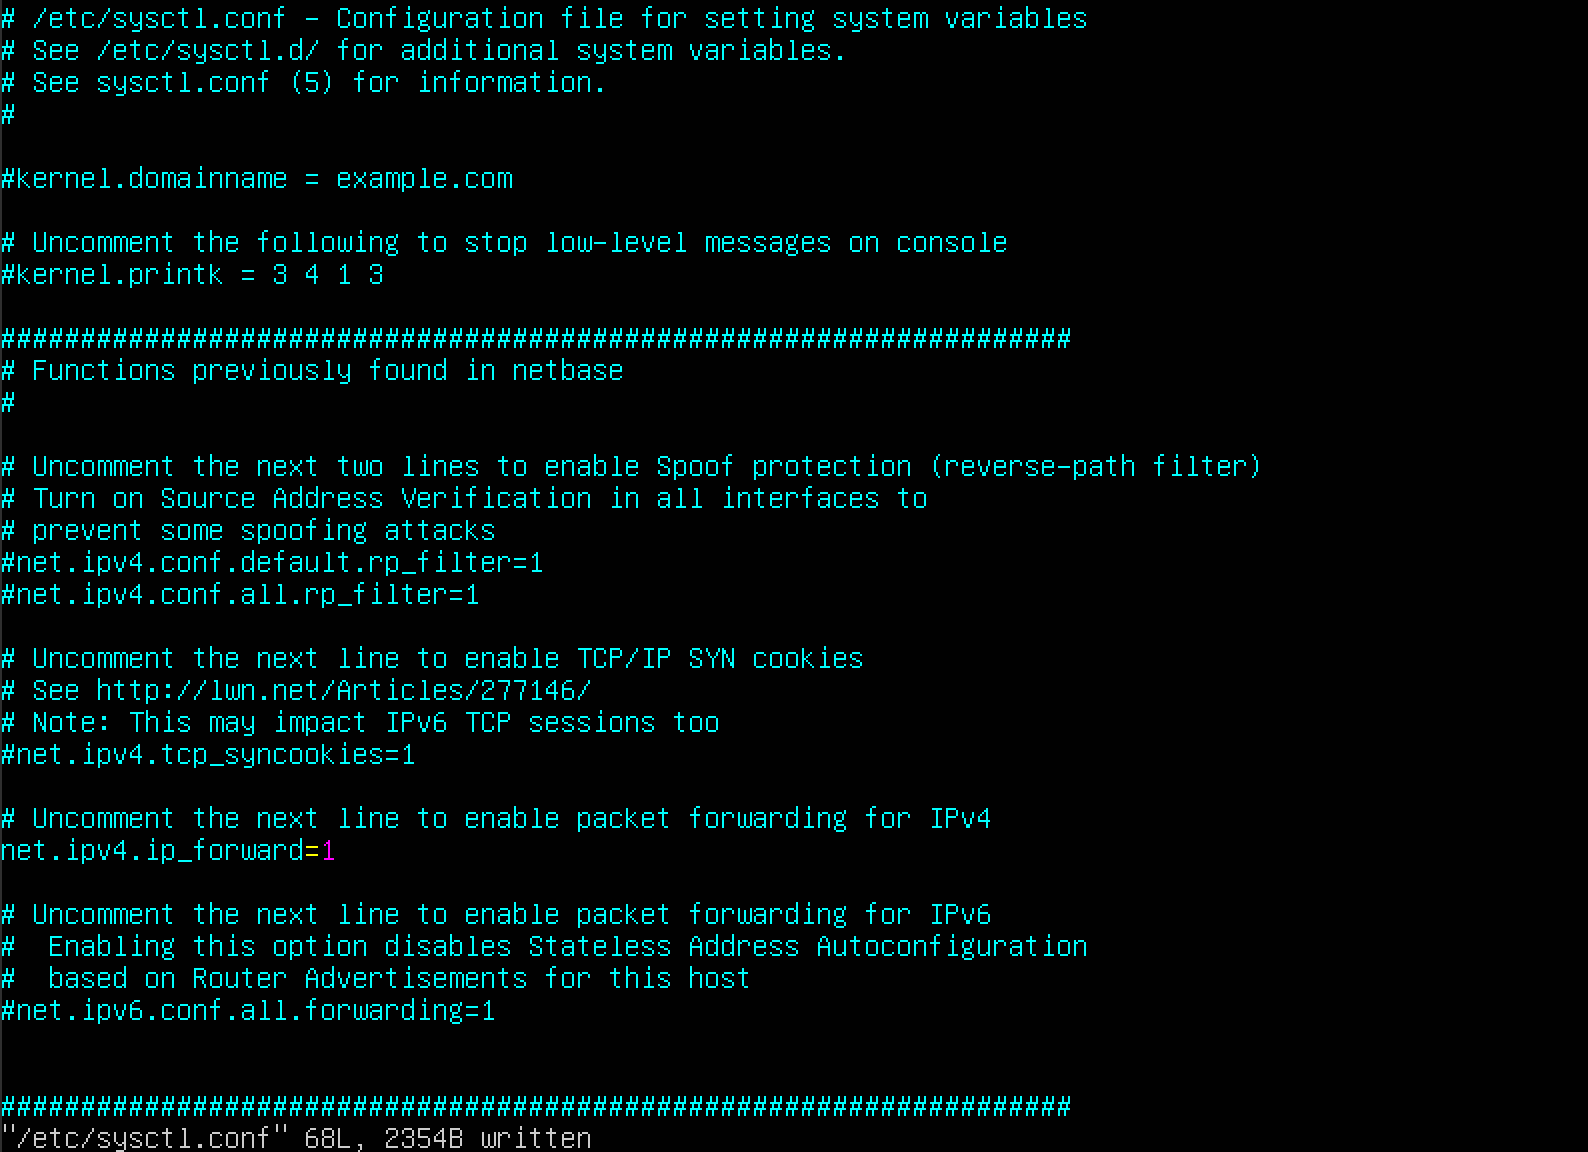 # /etc/sysctl.conf - Configuration file for setting system variables
# See /etc/sysctl.d/ for additional system variables.
# See sysctl.conf (5) for information.
#
#kernel.domainname = example.com
# Uncomment the following to stop low-level messages on console
#kernel.printk = 3 4 1 3
###################################################################
# Functions previously found in netbase
#
# Uncomment the next two lines to enable Spoof protection (reverse-path filter)
# Turn on Source Address Verification in all interfaces to
# prevent some spoofing attacks
#net.ipv4.conf.default.rp_filter=1
#net.ipv4.conf.all.rp_filter=1
# Uncomment the next line to enable TCP/IP SYN cookies
# See http://lwn.net/Articles/277146/
# Note: This may impact IPv6 TCP sessions too
#net.ipv4.tcp_syncookies=1
# Uncomment the next line to enable packet forwarding for IPv4
net.ipv4.ip_forward=1
# Uncomment the next line to enable packet forwarding for IPv6
#  Enabling this option disables Stateless Address Autoconfiguration
#  based on Router Advertisements for this host
#net.ipv6.conf.all.forwarding=1
###################################################################
"/etc/sysctl.conf" 68L, 2354B written